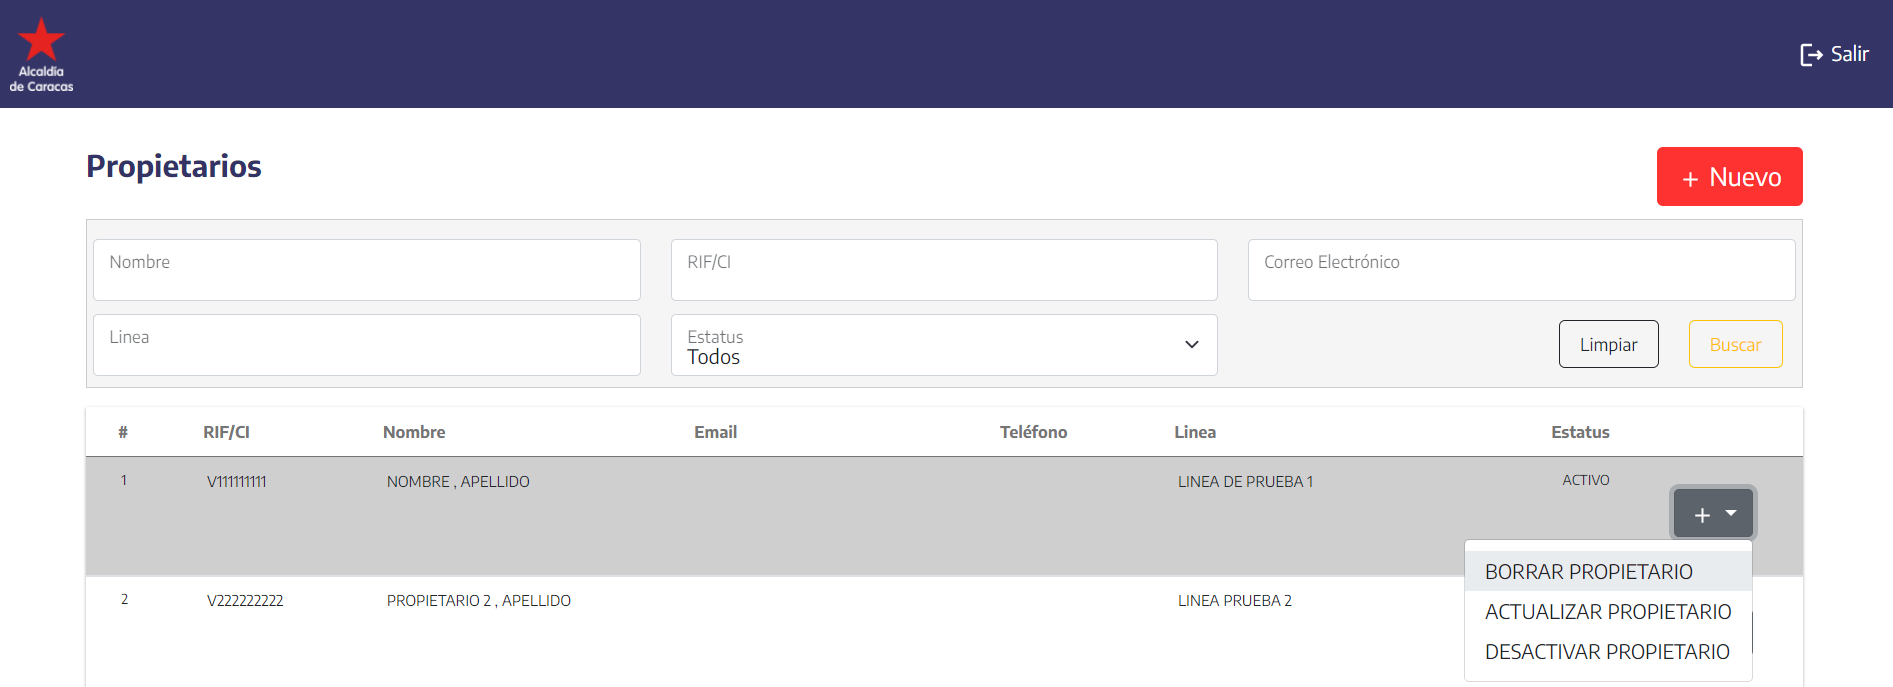 Alcaldía
de Caracas
Salir
Propietarios
+ Nuevo
Nombre
RIF/CI
Correo Electrónico
Linea
Estatus
Todos
Limpiar
Buscar
# RIF/CI Nombre Email Teléfono Linea Estatus
1 V111111111 NOMBRE , APELLIDO LINEA DE PRUEBA 1 ACTIVO
+
BORRAR PROPIETARIO
2 V222222222 PROPIETARIO 2 , APELLIDO LINEA PRUEBA 2
ACTUALIZAR PROPIETARIO
DESACTIVAR PROPIETARIO